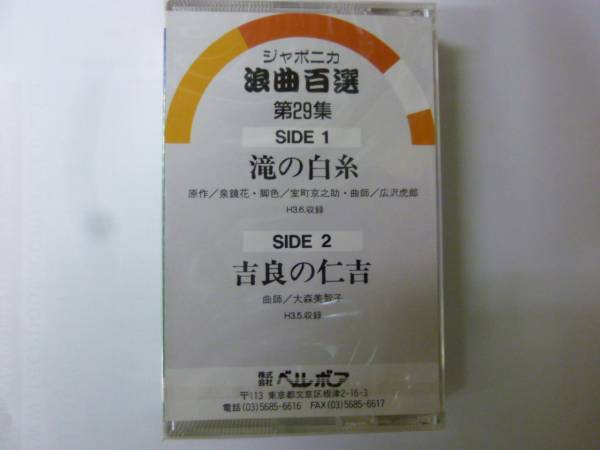 ジャポニカ
浪曲百選
第29集
SIDE 1
滝の白糸
原作/泉鏡花・脚色/室町京之助・曲師/広沢虎郎
H3.6.収録
SIDE 2
吉良の仁吉
曲師/大森美智子
H3.5.収録
株式会社 ベルボア
〒113 東京都文京区根津2-16-3
電話(03)5685-6616 FAX(03)5685-6617